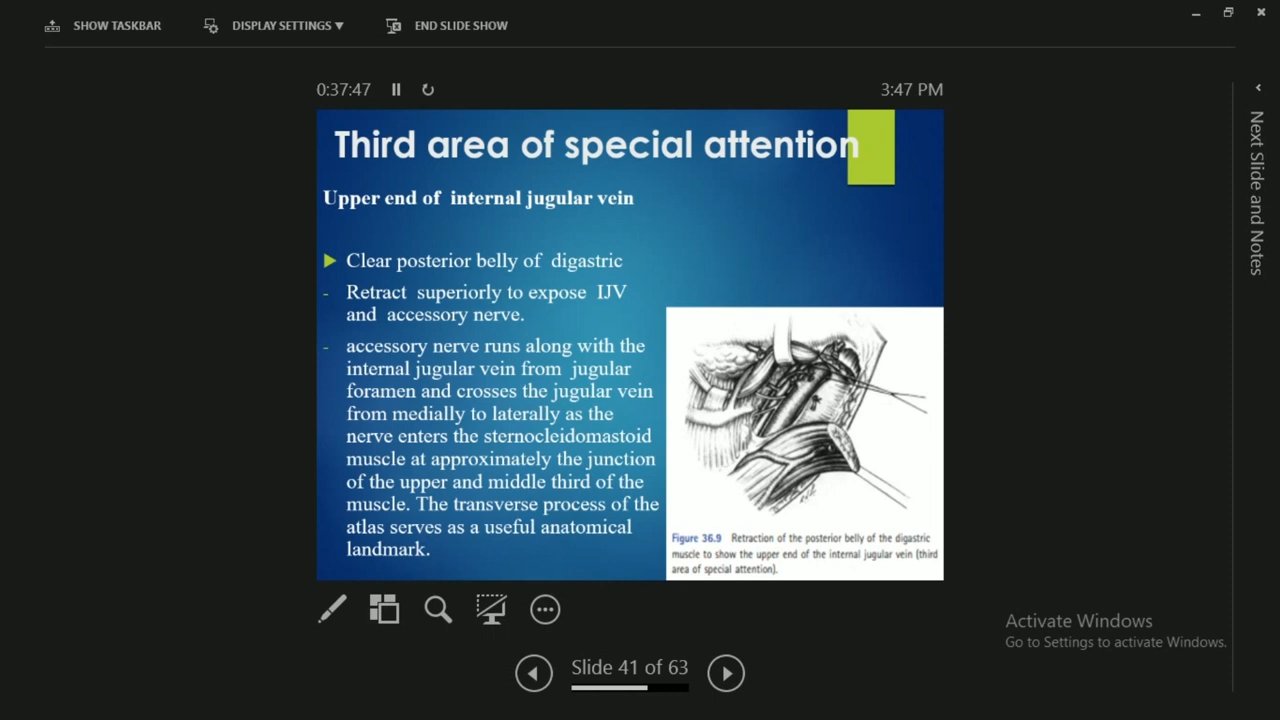 SHOW TASKBAR DISPLAY SETTINGS ▼ END SLIDE SHOW
0:37:47 3:47 PM
Third area of special attention
Upper end of internal jugular vein
Clear posterior belly of digastric
- Retract superiorly to expose IJV
and accessory nerve.
- accessory nerve runs along with the
internal jugular vein from jugular
foramen and crosses the jugular vein
from medially to laterally as the
nerve enters the sternocleidomastoid
muscle at approximately the junction
of the upper and middle third of the
muscle. The transverse process of the
atlas serves as a useful anatomical
landmark.
Figure 36.9 Retraction of the posterior belly of the digastric
muscle to show the upper end of the internal jugular vein (third
area of special attention).
Next Slide and Notes
Activate Windows
Go to Settings to activate Windows.
Slide 41 of 63